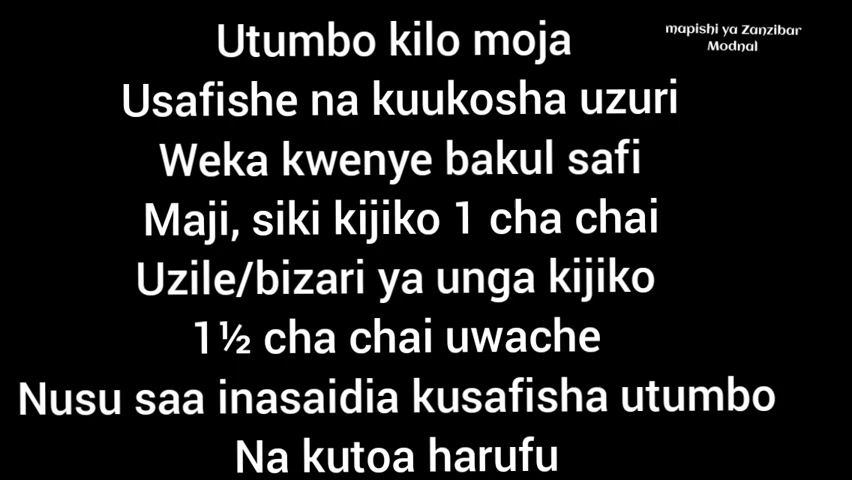 mapishi ya Zanzibar
Modnal
Utumbo kilo moja
Usafishe na kuukosha uzuri
Weka kwenye bakul safi
Maji, siki kijiko 1 cha chai
Uzile/bizari ya unga kijiko
1½ cha chai uwache
Nusu saa inasaidia kusafisha utumbo
Na kutoa harufu